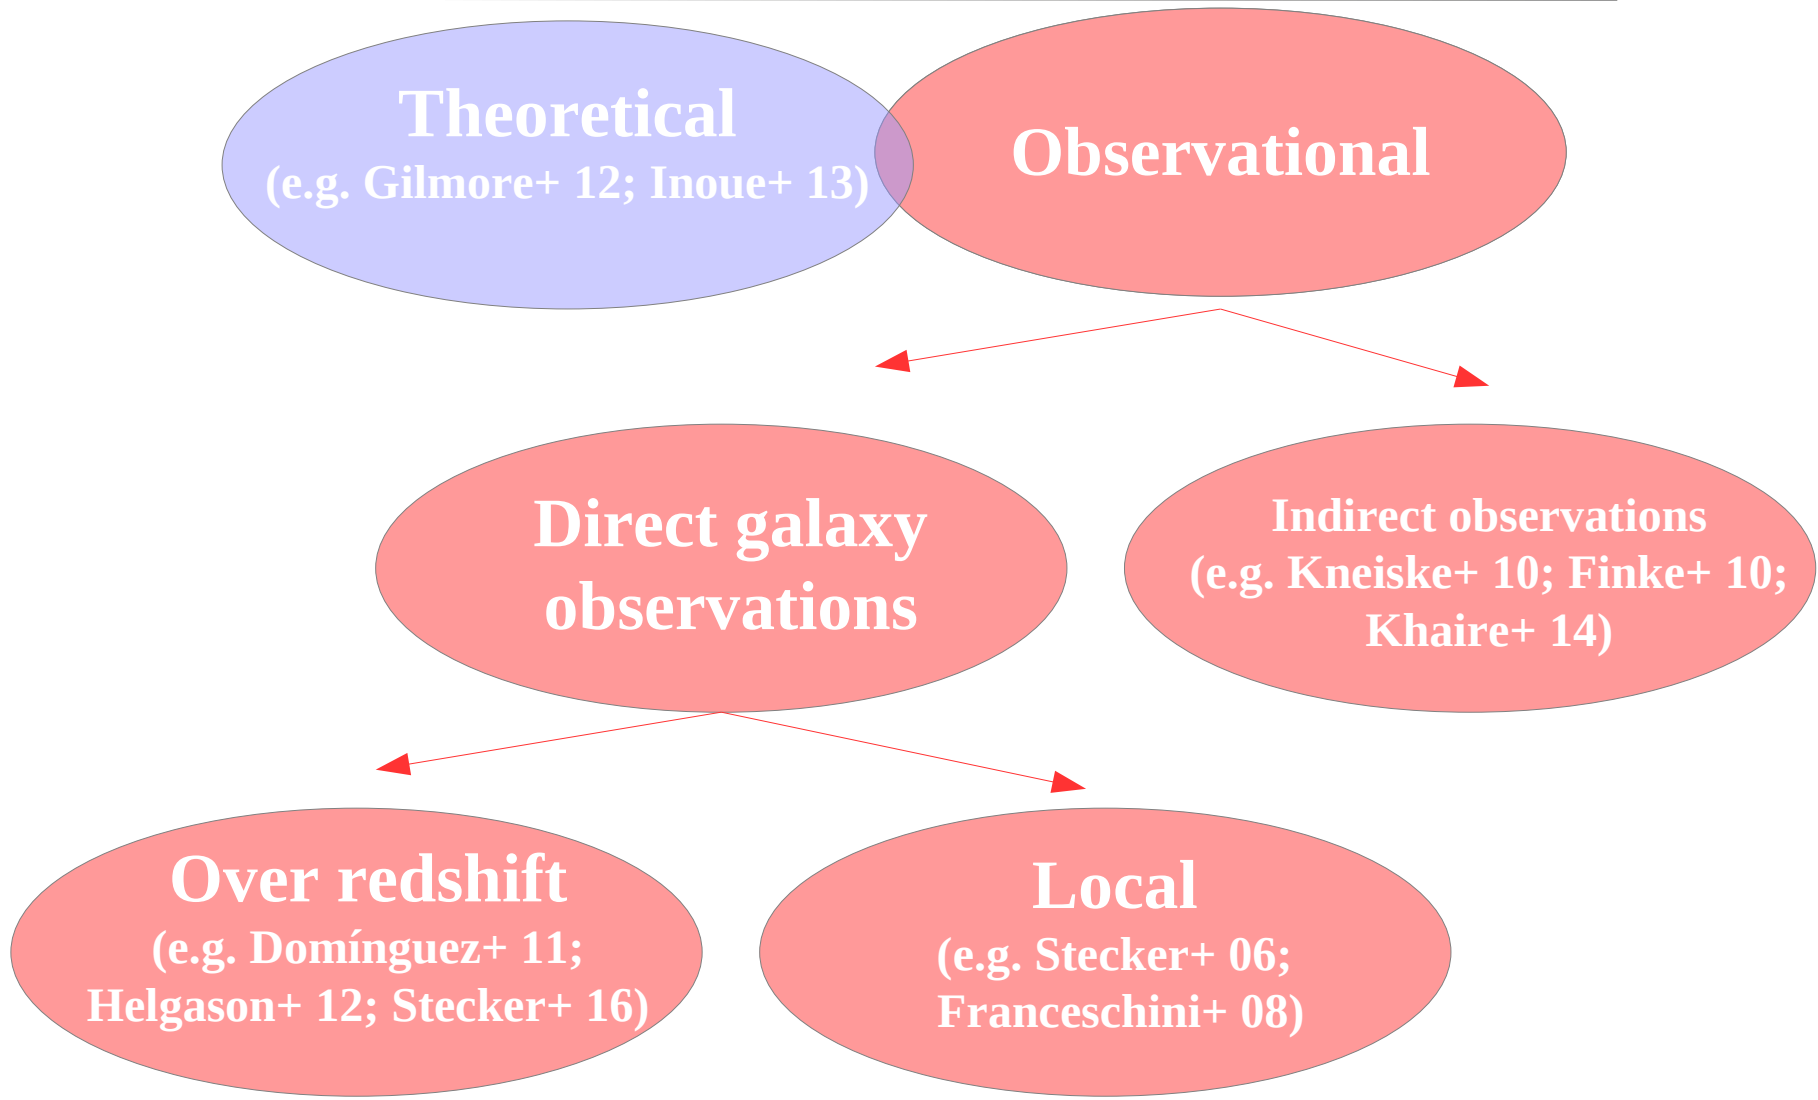 Theoretical
(e.g. Gilmore+ 12; Inoue+ 13)
Observational
Direct galaxy
observations
Indirect observations
(e.g. Kneiske+ 10; Finke+ 10;
Khaire+ 14)
Over redshift
(e.g. Domínguez+ 11;
Helgason+ 12; Stecker+ 16)
Local
(e.g. Stecker+ 06;
Franceschini+ 08)